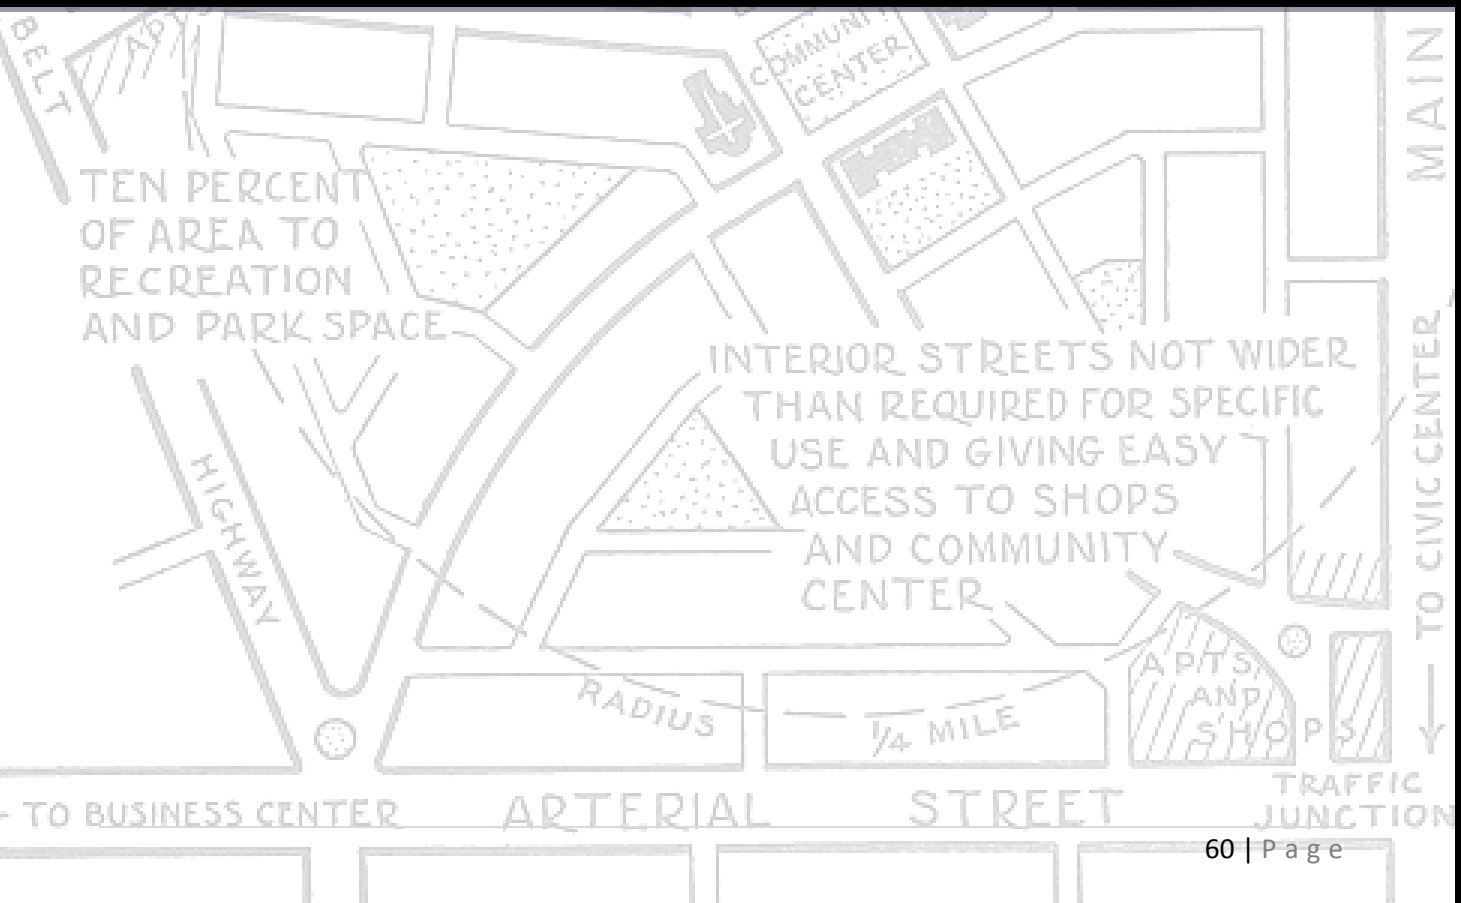 BELT
COMMUNI
CENTER
MAIN
TEN PERCENT
OF AREA TO
RECREATION
AND PARK SPACE
INTERIOR STREETS NOT WIDER
THAN REQUIRED FOR SPECIFIC
USE AND GIVING EASY
ACCESS TO SHOPS
AND COMMUNITY
CENTER
HIGHWAY
TO CIVIC CENTER
APTS
AND
SHOPS
RADIUS
1/4 MILE
TRAFFIC
JUNCTION
TO BUSINESS CENTER
ARTERIAL STREET
60 | Page